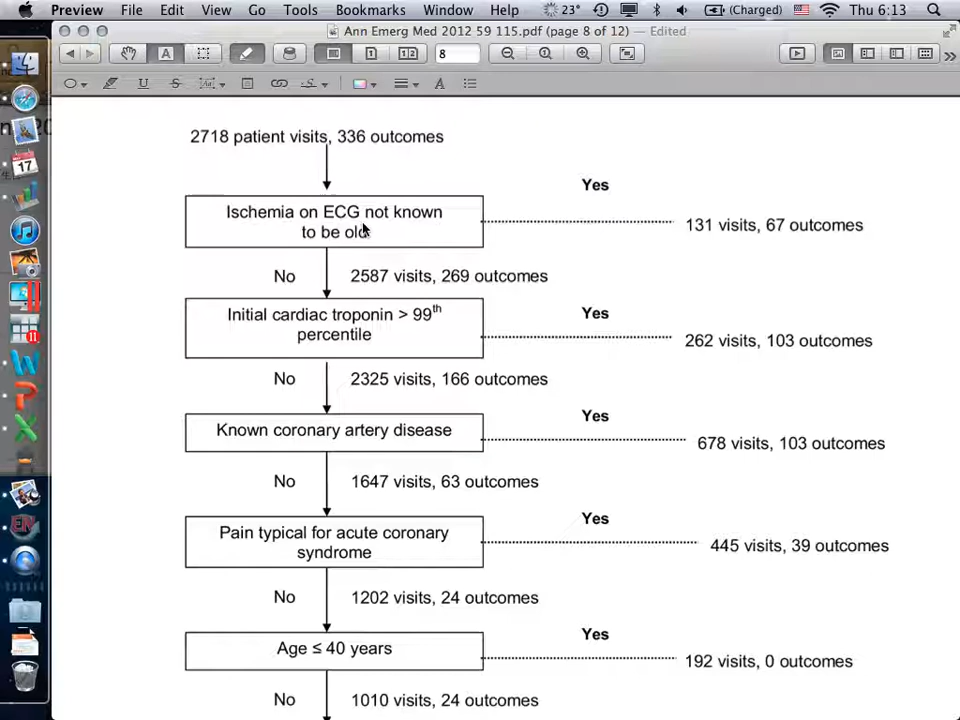 Preview File Edit View Go Tools Bookmarks Window Help 23° (Charged) Thu 6:13
Ann Emerg Med 2012 59 115.pdf (page 8 of 12) — Edited
8
2718 patient visits, 336 outcomes
Yes
Ischemia on ECG not known
to be old
131 visits, 67 outcomes
No 2587 visits, 269 outcomes
Initial cardiac troponin > 99th
percentile
Yes
262 visits, 103 outcomes
No 2325 visits, 166 outcomes
Yes
Known coronary artery disease
678 visits, 103 outcomes
No 1647 visits, 63 outcomes
Yes
Pain typical for acute coronary
syndrome
445 visits, 39 outcomes
No 1202 visits, 24 outcomes
Yes
Age ≤ 40 years
192 visits, 0 outcomes
No 1010 visits, 24 outcomes
17
11